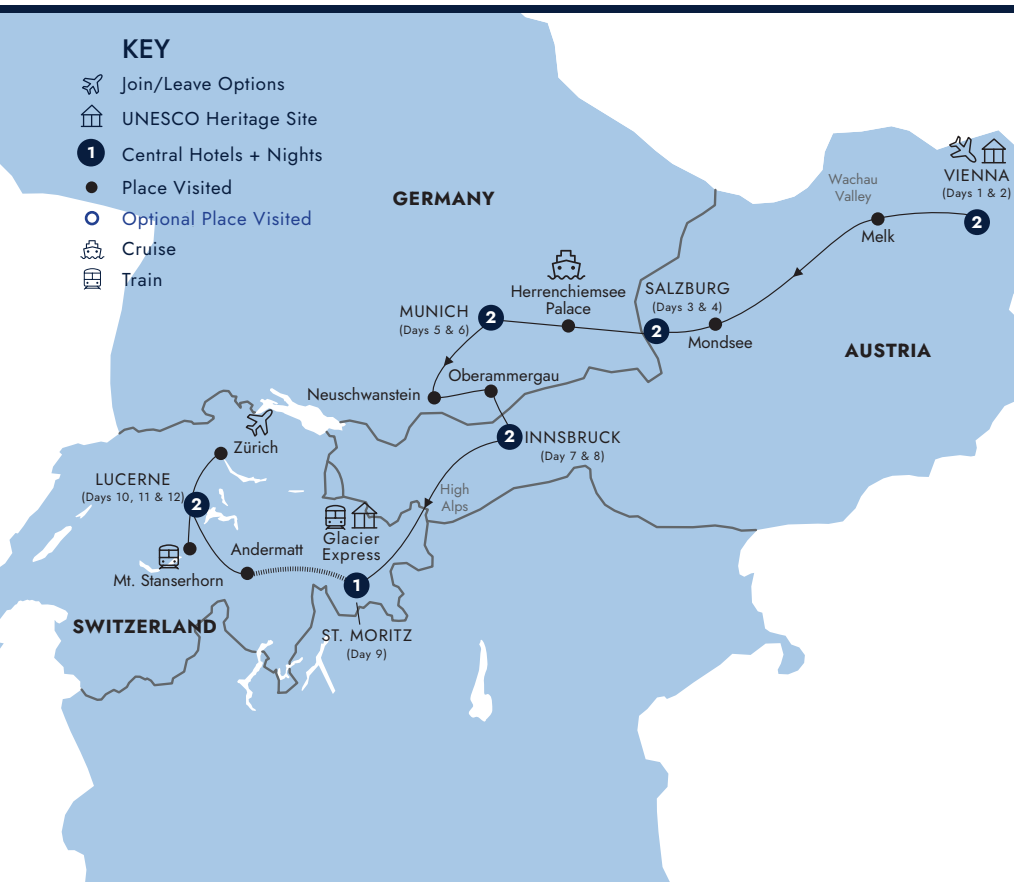 KEY
Join/Leave Options
UNESCO Heritage Site
1 Central Hotels + Nights
Place Visited
Optional Place Visited
Cruise
Train
GERMANY
Wachau
Valley
VIENNA
(Days 1 & 2)
2
Melk
Herrenchiemsee
Palace
SALZBURG
(Days 3 & 4)
2
Mondsee
MUNICH
(Days 5 & 6)
2
AUSTRIA
Neuschwanstein
Oberammergau
2
INNSBRUCK
(Day 7 & 8)
Zürich
LUCERNE
(Days 10, 11 & 12)
2
High
Alps
Glacier
Express
Andermatt
Mt. Stanserhorn
1
SWITZERLAND
ST. MORITZ
(Day 9)